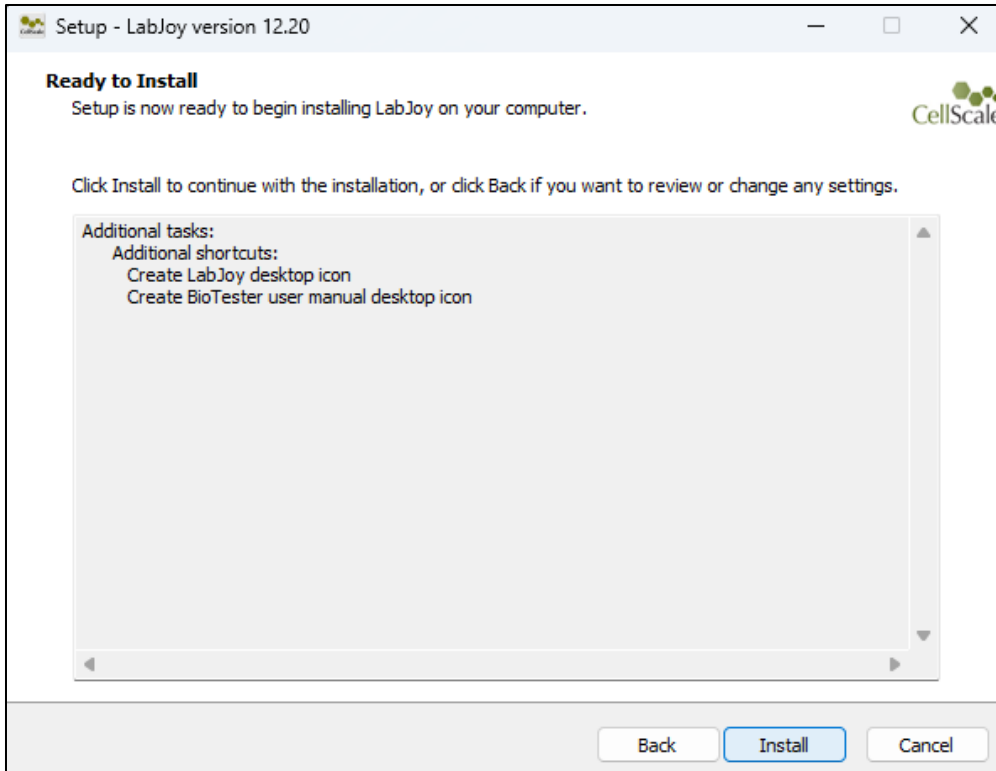 Setup - LabJoy version 12.20
Ready to Install
Setup is now ready to begin installing LabJoy on your computer.
CellScale
Click Install to continue with the installation, or click Back if you want to review or change any settings.
Additional tasks:
Additional shortcuts:
Create LabJoy desktop icon
Create BioTester user manual desktop icon
Back
Install
Cancel